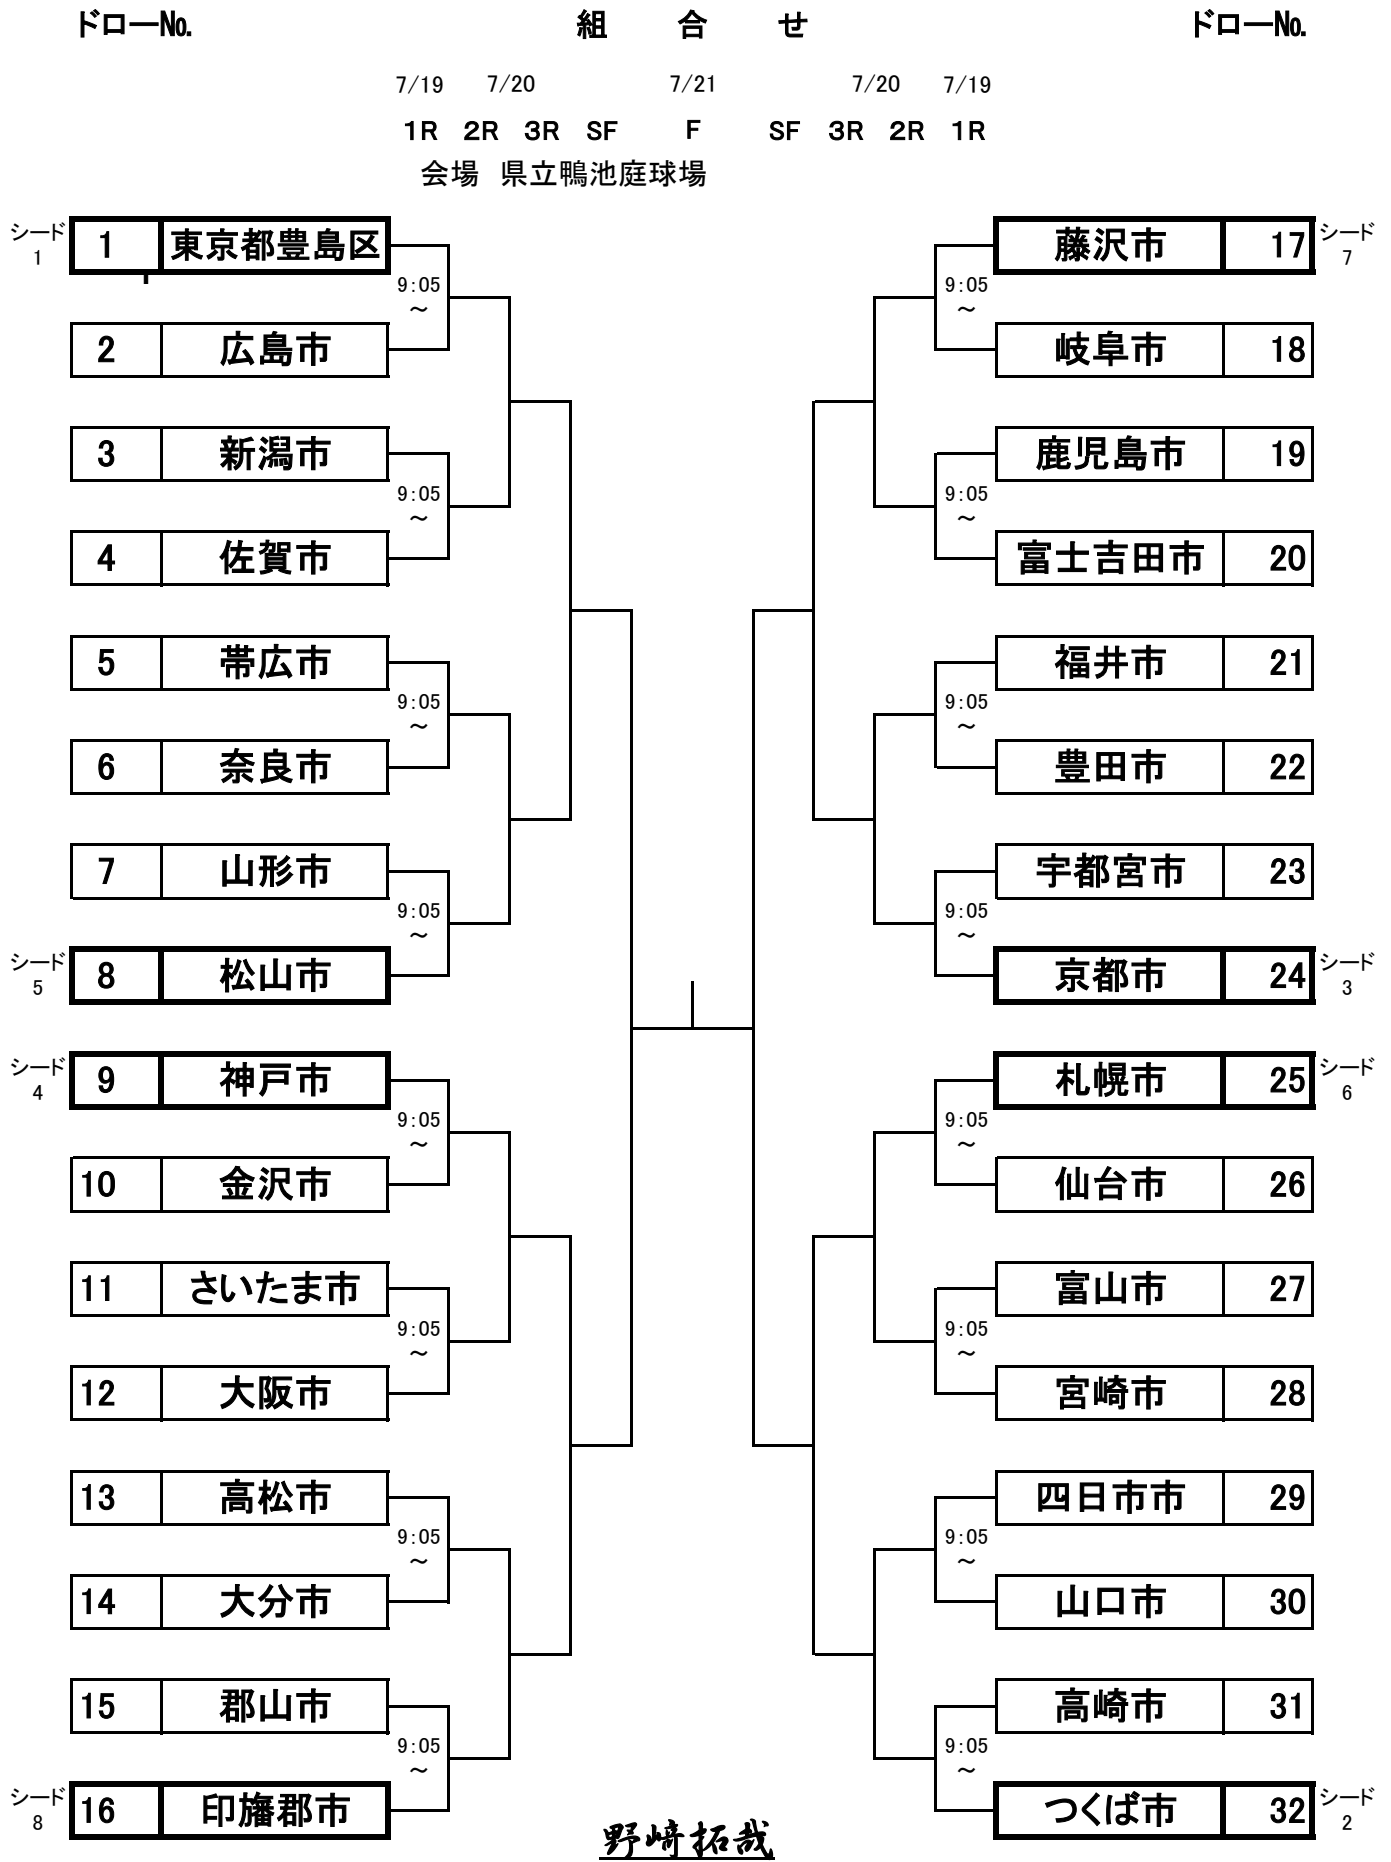 ドローNo. 組 合 せ ドローNo.
7/19 7/20 7/21 7/20 7/19
1R 2R 3R SF F SF 3R 2R 1R
会場 県立鴨池庭球場
シード 1 1 東京都豊島区 藤沢市 17 シード 7
9:05 ～ 9:05 ～
2 広島市 岐阜市 18
3 新潟市 鹿児島市 19
9:05 ～ 9:05 ～
4 佐賀市 富士吉田市 20
5 帯広市 福井市 21
9:05 ～ 9:05 ～
6 奈良市 豊田市 22
7 山形市 宇都宮市 23
9:05 ～ 9:05 ～
シード 5 8 松山市 京都市 24 シード 3
シード 4 9 神戸市 札幌市 25 シード 6
9:05 ～ 9:05 ～
10 金沢市 仙台市 26
11 さいたま市 富山市 27
9:05 ～ 9:05 ～
12 大阪市 宮崎市 28
13 高松市 四日市市 29
9:05 ～ 9:05 ～
14 大分市 山口市 30
15 郡山市 高崎市 31
9:05 ～ 9:05 ～
シード 8 16 印旛郡市 つくば市 32 シード 2
野﨑拓哉